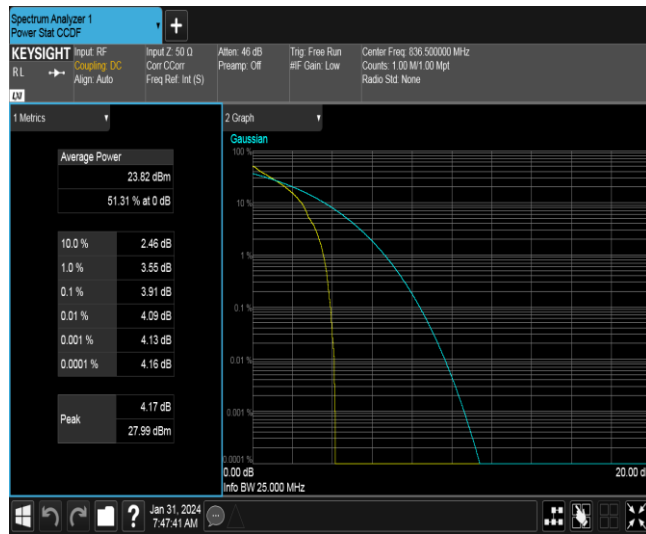 Spectrum Analyzer 1
Power Stat CCDF
+
KEYSIGHT
RL
LXI
Input: RF
Coupling: DC
Align: Auto
Input Z: 50 Ω
Corr CCorr
Freq Ref: Int (S)
Atten: 46 dB
Preamp: Off
Trig: Free Run
#IF Gain: Low
Center Freq: 836.500000 MHz
Counts: 1.00 M/1.00 Mpt
Radio Std: None
1 Metrics
Average Power
23.82 dBm
51.31 % at 0 dB
10.0 % 2.46 dB
1.0 % 3.55 dB
0.1 % 3.91 dB
0.01 % 4.09 dB
0.001 % 4.13 dB
0.0001 % 4.16 dB
Peak
4.17 dB
27.99 dBm
2 Graph
Gaussian
100 %
10 %
1 %
0.1 %
0.01 %
0.001 %
0.0001 %
0.00 dB
20.00 d
Info BW 25.000 MHz
?
Jan 31, 2024
7:47:41 AM